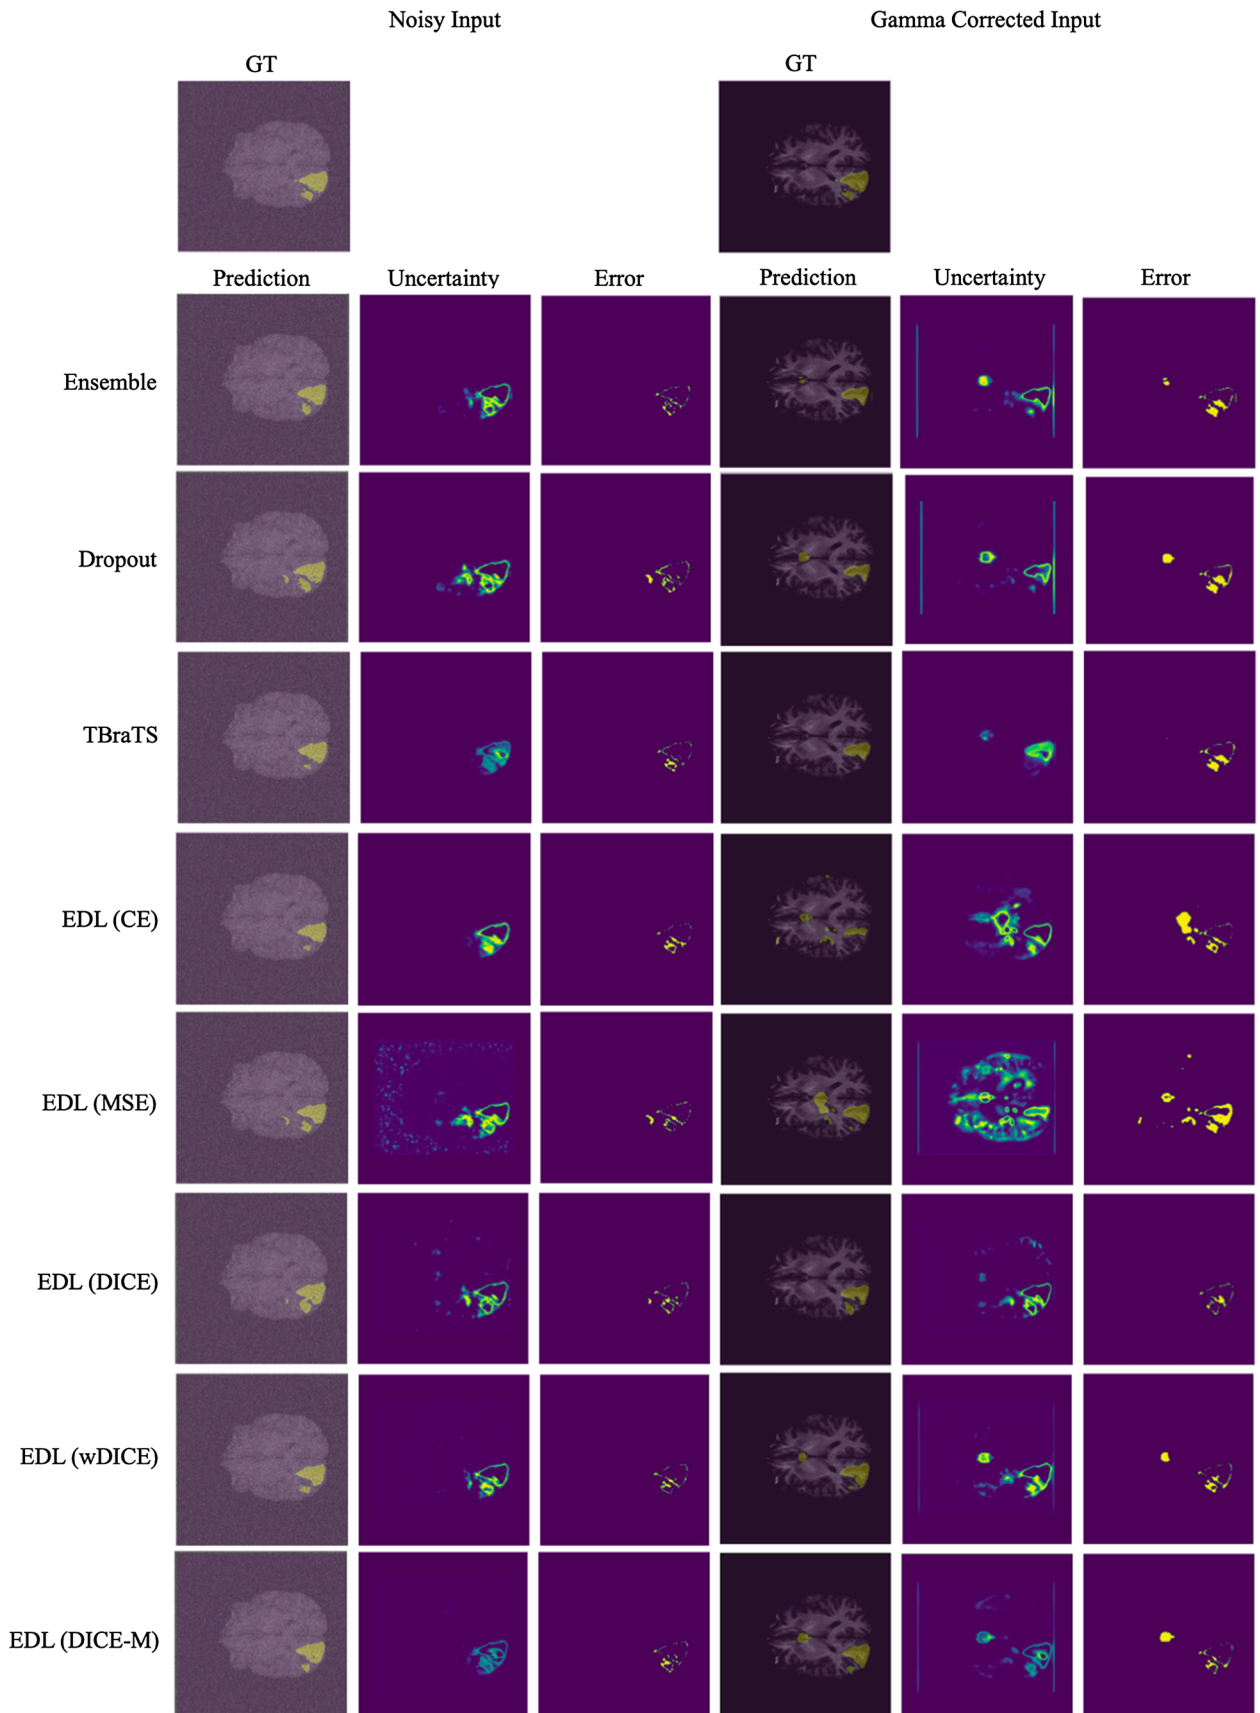 Noisy Input Gamma Corrected Input
GT GT
Prediction Uncertainty Error Prediction Uncertainty Error
Ensemble
Dropout
TBraTS
EDL (CE)
EDL (MSE)
EDL (DICE)
EDL (wDICE)
EDL (DICE-M)